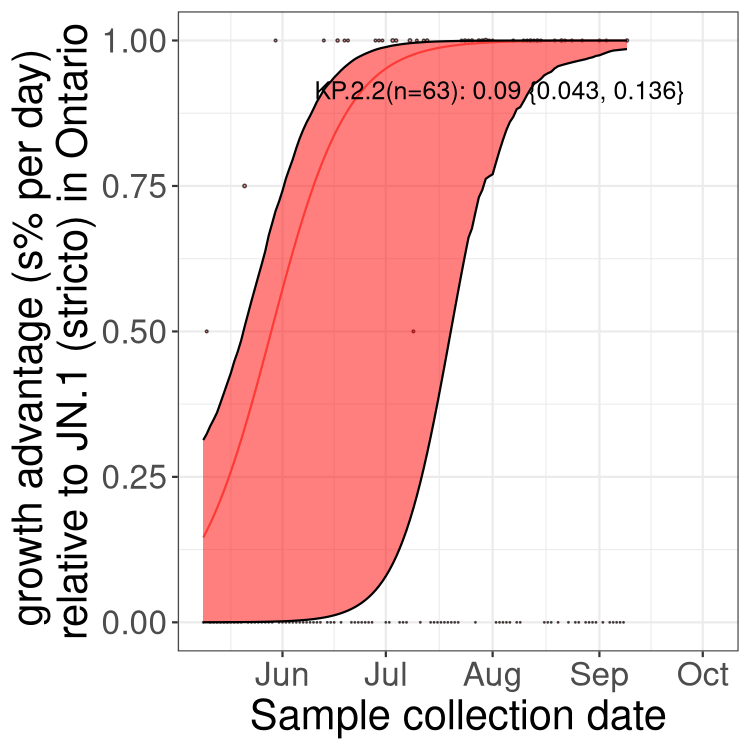 growth advantage (s% per day)
relative to JN.1 (stricto) in Ontario
1.00
0.75
0.50
0.25
0.00
KP.2.2(n=63): 0.09 {0.043, 0.136}
Jun Jul Aug Sep Oct
Sample collection date